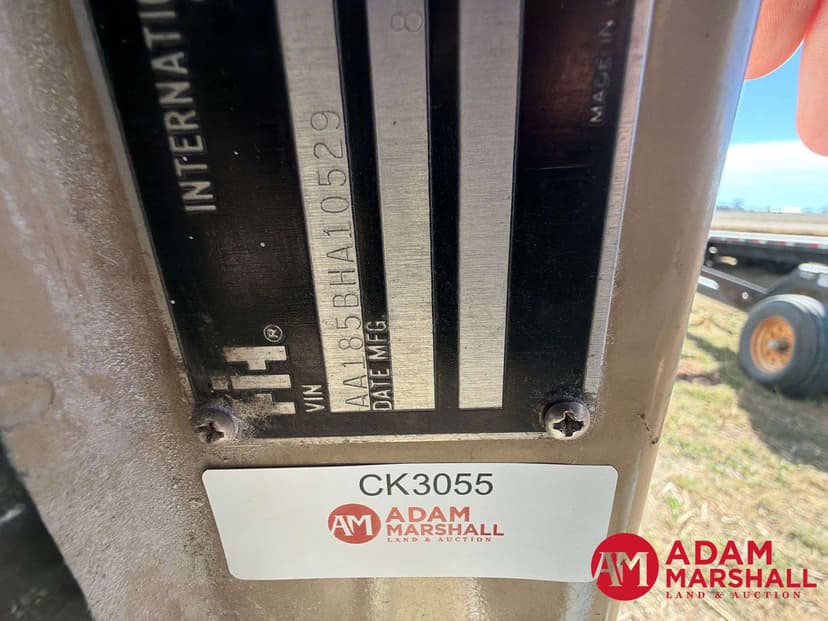 INTERNATIO
VIN
AA185BHA10529
DATE MFG.
8
MADE IN
CK3055
AM
ADAM
MARSHALL
LAND & AUCTION
AM
ADAM
MARSHALL
LAND & AUCTION